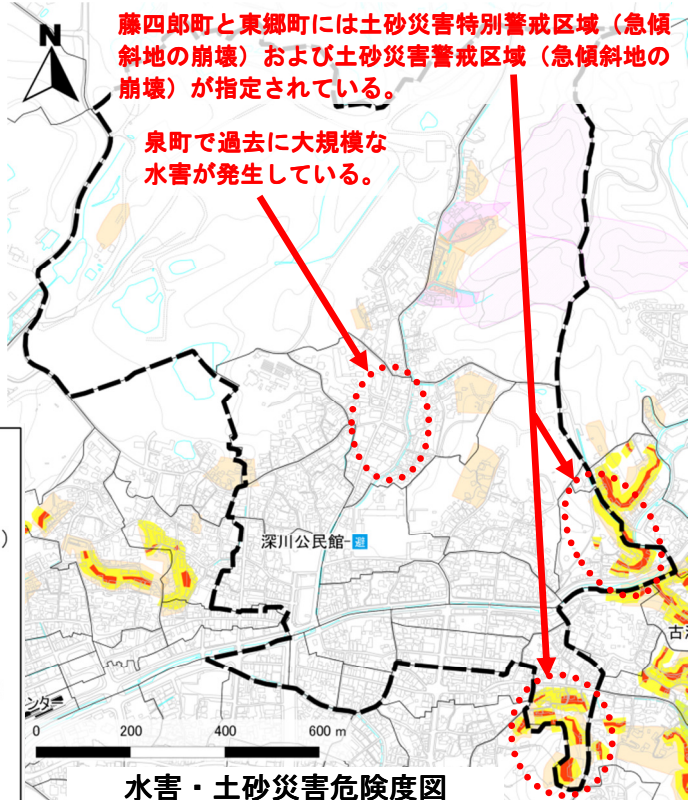 藤四郎町と東郷町には土砂災害特別警戒区域（急傾
斜地の崩壊）および土砂災害警戒区域（急傾斜地の
崩壊）が指定されている。
N
泉町で過去に大規模な
水害が発生している。
）
深川公民館
避
ンター
0 200 400 600 m
水害・土砂災害危険度図